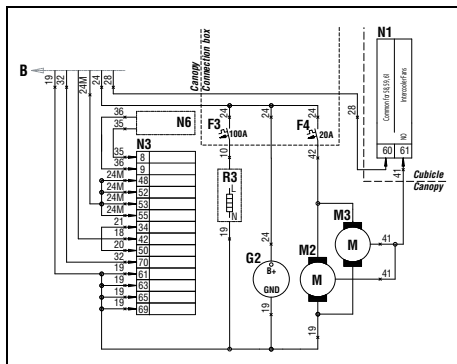 B
19
32
24M
24
28
Canopy
Connection box
N1
Common for 58,59, 61
NO
Intercooler Fans
60
61
Cubicle
Canopy
28
41
36
35
N6
24
F3
100A
10
24
24
F4
20A
42
N3
35
8
36
9
24M
48
24M
52
24M
53
24M
55
21
34
18
42
20
50
32
70
19
61
19
63
19
65
19
69
R3
L
N
19
24
G2
B+
GND
19
M3
M
41
M2
M
41
19